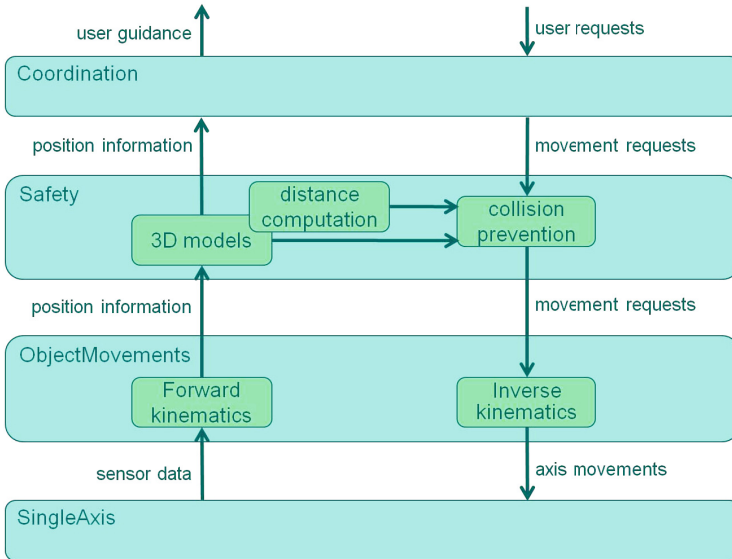 user guidance
user requests
Coordination
position information
movement requests
Safety
distance
computation
collision
prevention
3D models
position information
movement requests
ObjectMovements
Forward
kinematics
Inverse
kinematics
sensor data
axis movements
SingleAxis